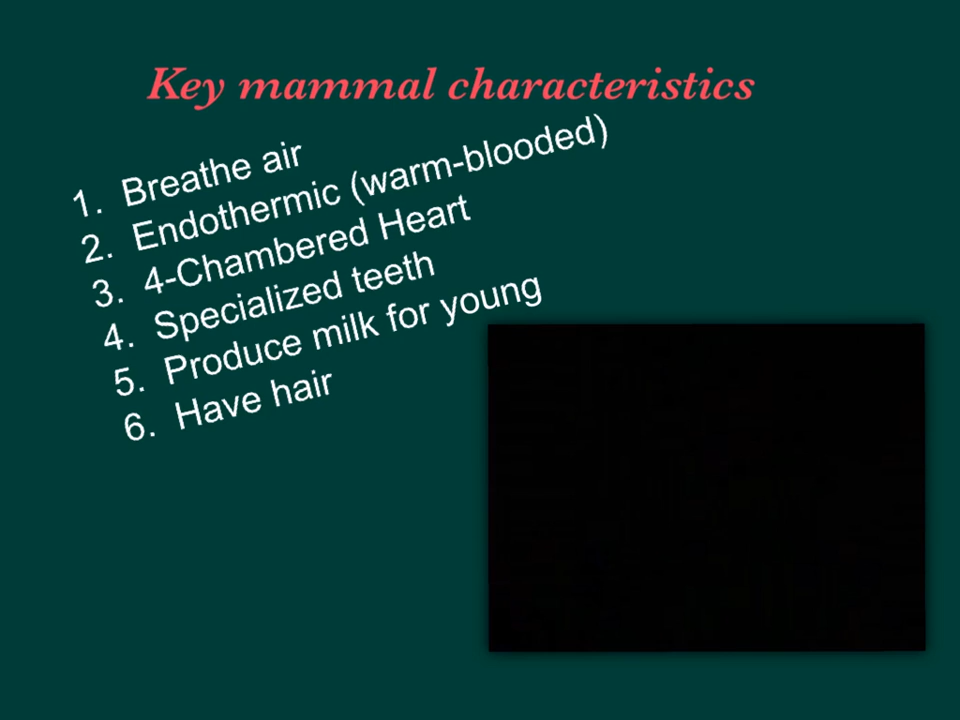 Key mammal characteristics
1. Breathe air
2. Endothermic (warm-blooded)
3. 4-Chambered Heart
4. Specialized teeth
5. Produce milk for young
6. Have hair